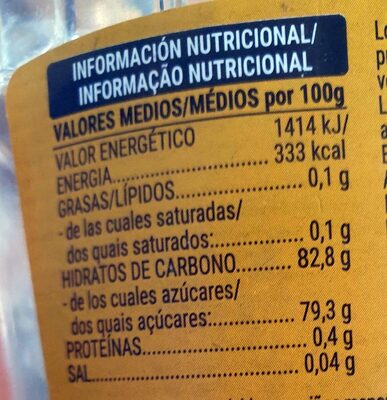 INFORMACIÓN NUTRICIONAL/
INFORMAÇÃO NUTRICIONAL
VALORES MEDIOS/MÉDIOS por 100g
VALOR ENERGÉTICO 1414 kJ/
ENERGIA.................. 333 kcal
GRASAS/LÍPIDOS.................. 0,1 g
- de las cuales saturadas/
dos quais saturados:.................. 0,1 g
HIDRATOS DE CARBONO.......... 82,8 g
- de los cuales azúcares/
dos quais açúcares:.................. 79,3 g
PROTEÍNAS.................. 0,4 g
SAL.................. 0,04 g